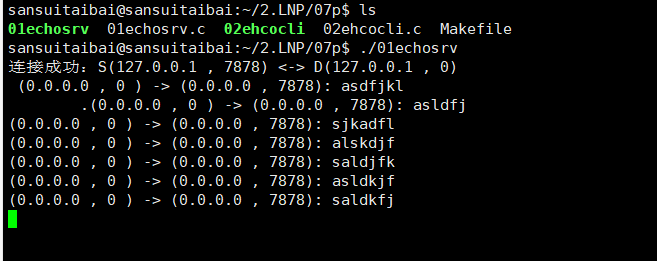 sansuitaibai@sansuitaibai:~/2.LNP/07p$ ls
01echosrv  01echosrv.c  02ehcocli  02ehcocli.c  Makefile
sansuitaibai@sansuitaibai:~/2.LNP/07p$ ./01echosrv
连接成功：S(127.0.0.1 , 7878) <-> D(127.0.0.1 , 0)
 (0.0.0.0 , 0 ) -> (0.0.0.0 , 7878): asdfjkl
        .(0.0.0.0 , 0 ) -> (0.0.0.0 , 7878): asldfj
(0.0.0.0 , 0 ) -> (0.0.0.0 , 7878): sjkadfl
(0.0.0.0 , 0 ) -> (0.0.0.0 , 7878): alskdjf
(0.0.0.0 , 0 ) -> (0.0.0.0 , 7878): saldjfk
(0.0.0.0 , 0 ) -> (0.0.0.0 , 7878): asldkjf
(0.0.0.0 , 0 ) -> (0.0.0.0 , 7878): saldkfj